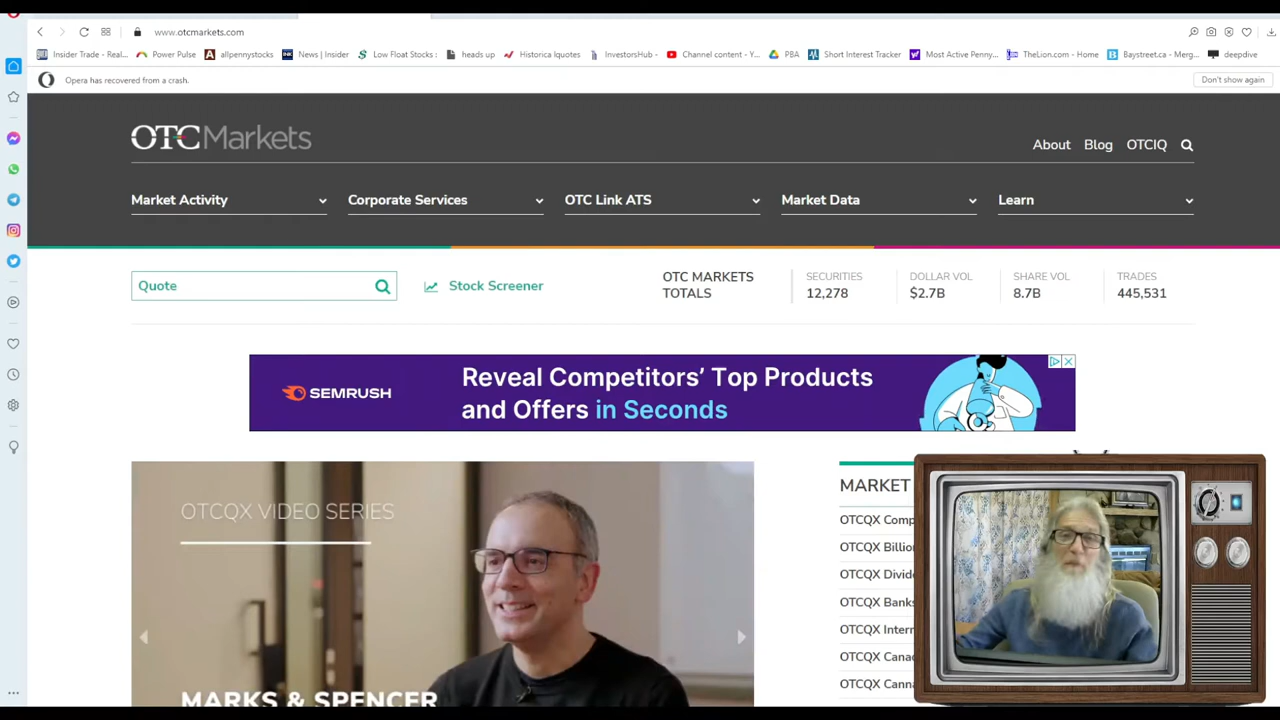 www.otcmarkets.com
Insider Trade - Real... Power Pulse allpennystocks News | Insider Low Float Stocks : heads up Historica Iquotes InvestorsHub - Channel content - Y... PBA Short Interest Tracker Most Active Penny... TheLion.com - Home Baystreet.ca - Merg... deepdive
Opera has recovered from a crash. Don't show again
OTCMarkets
About Blog OTCIQ
Market Activity Corporate Services OTC Link ATS Market Data Learn
Quote Stock Screener
OTC MARKETS
TOTALS
SECURITIES
12,278
DOLLAR VOL
$2.7B
SHARE VOL
8.7B
TRADES
445,531
SEMRUSH
Reveal Competitors' Top Products
and Offers in Seconds
OTCQX VIDEO SERIES
MARKS & SPENCER
MARKET
OTCQX Comp
OTCQX Billion
OTCQX Divid
OTCQX Banks
OTCQX Intern
OTCQX Cana
OTCQX Canna